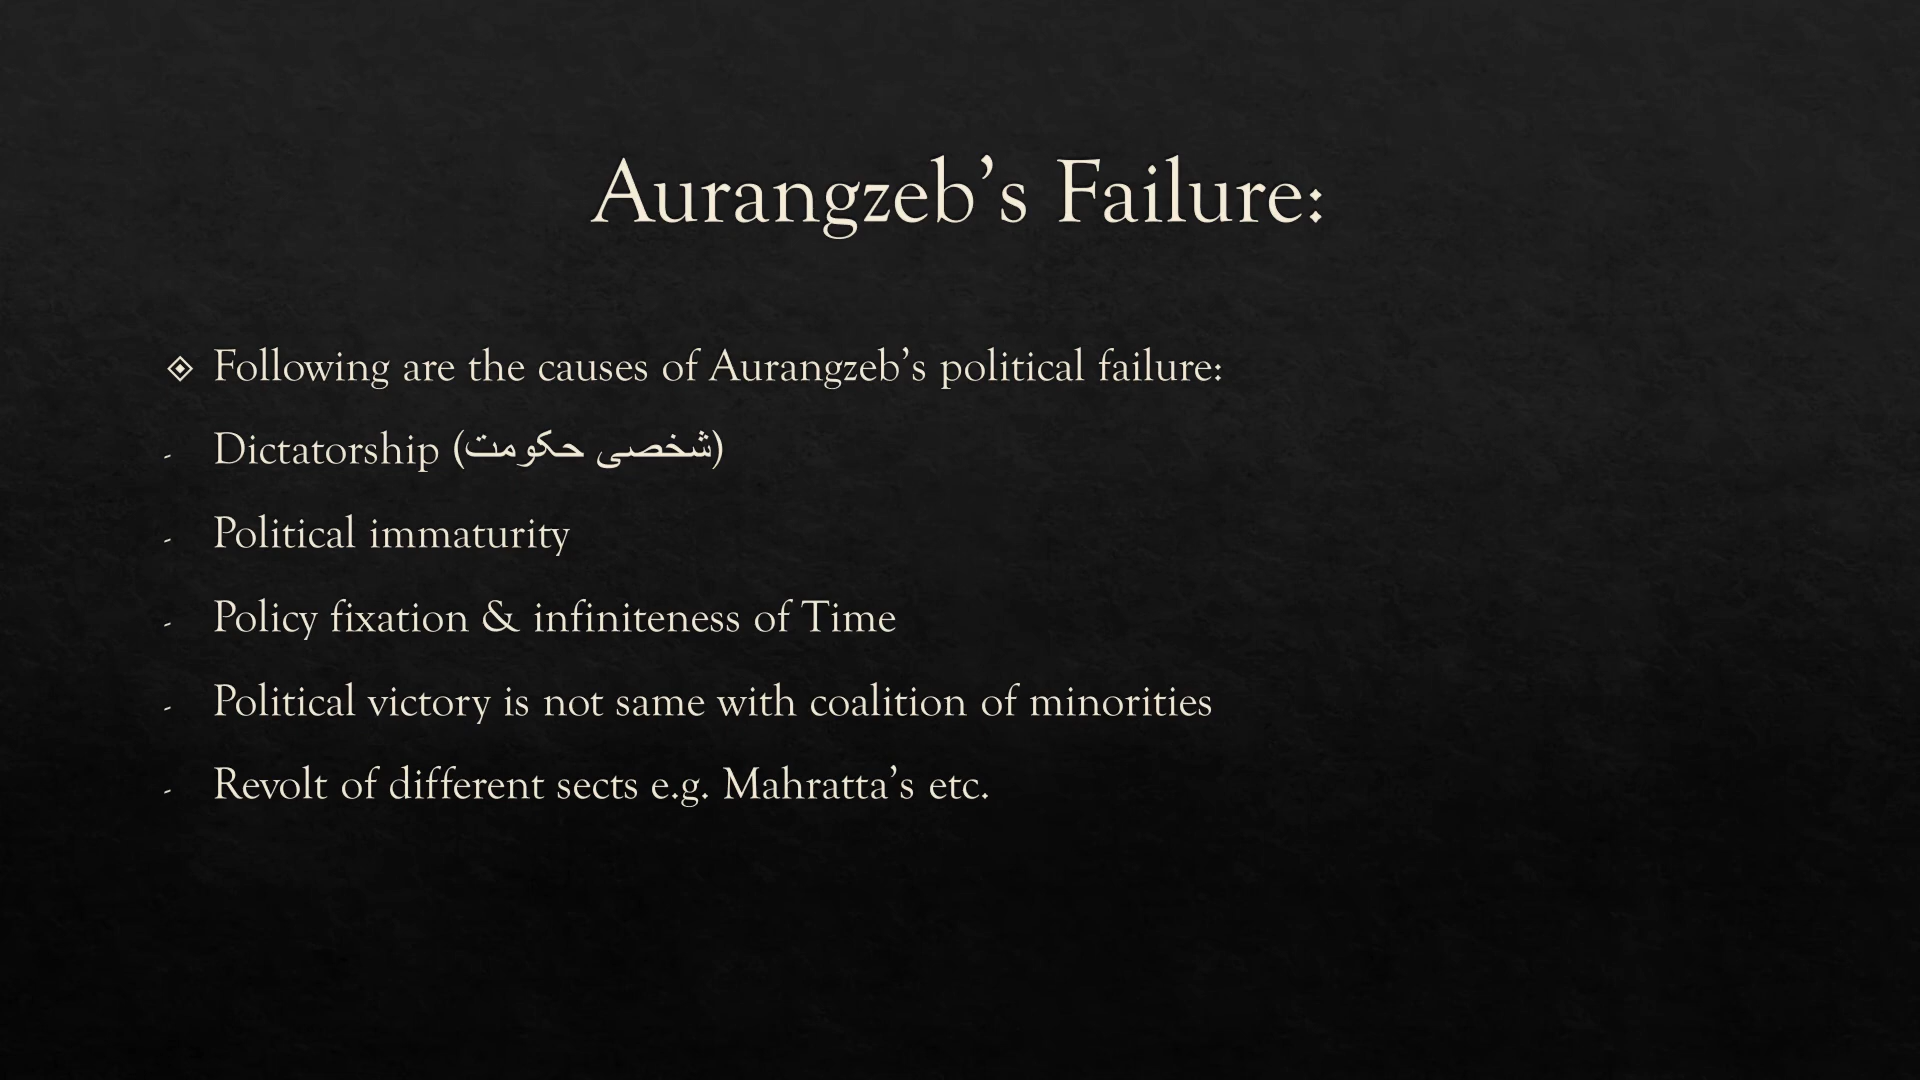 Aurangzeb’s Failure:
Following are the causes of Aurangzeb’s political failure:
- Dictatorship (شخصی حکومت)
- Political immaturity
- Policy fixation & infiniteness of Time
- Political victory is not same with coalition of minorities
- Revolt of different sects e.g. Mahratta’s etc.